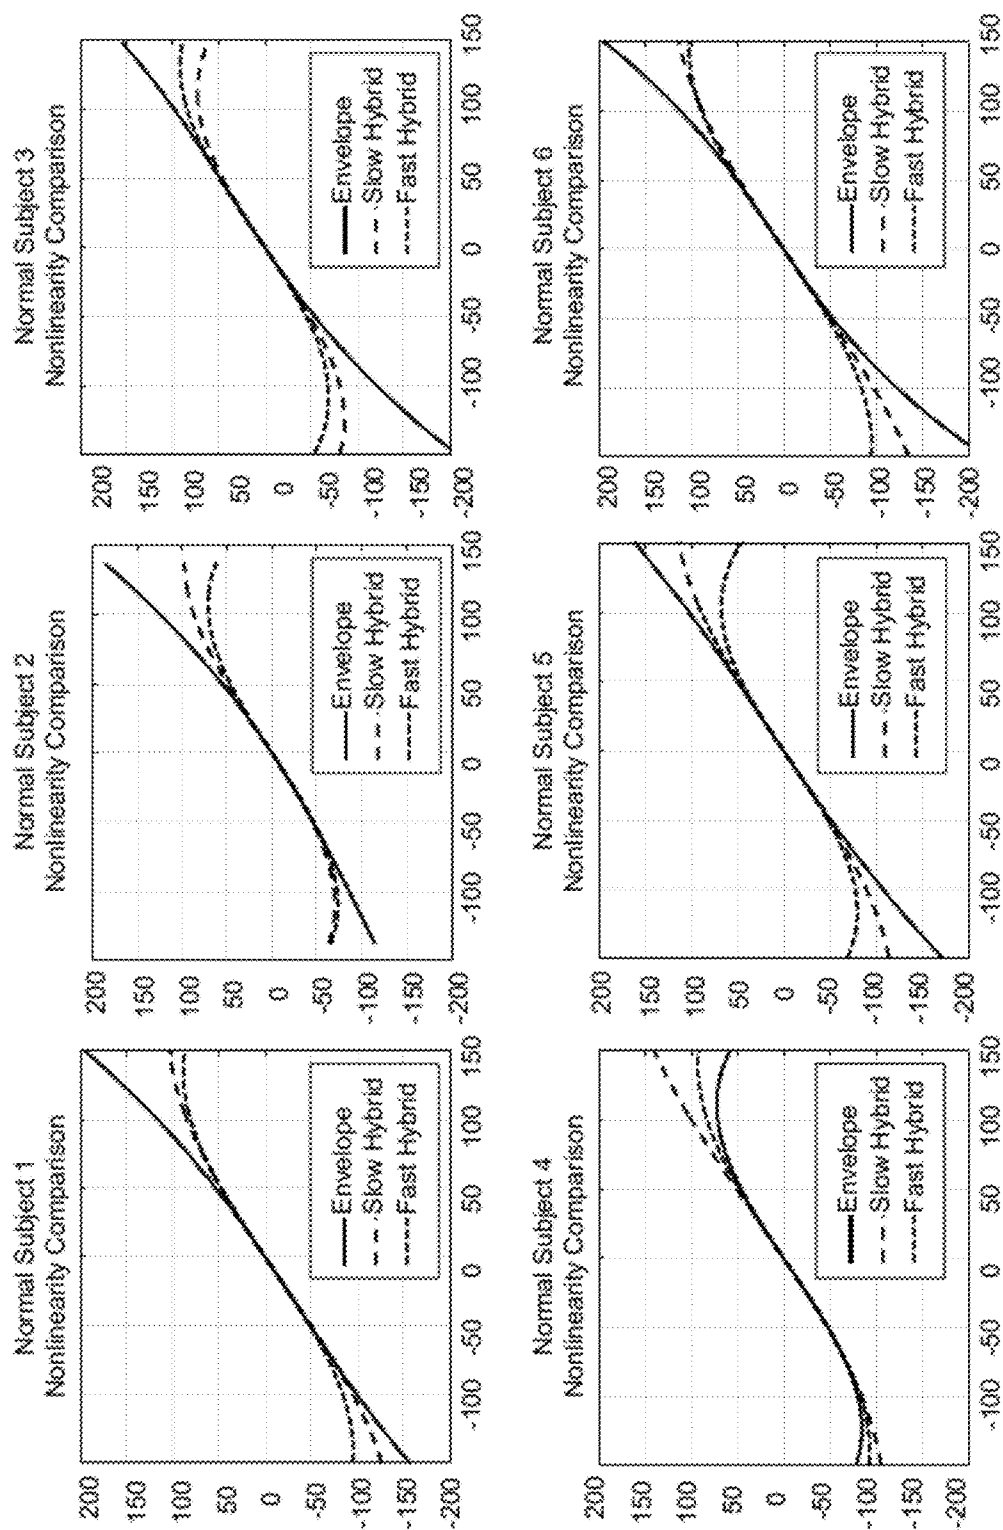 Normal Subject 1
Nonlinearity Comparison
200
150
100
50
0
-50
-100
-150
-200
Envelope
Slow Hybrid
Fast Hybrid
-100 -50 0 50 100 150
Normal Subject 2
Nonlinearity Comparison
200
150
100
50
0
-50
-100
-150
-200
Envelope
Slow Hybrid
Fast Hybrid
-100 -50 0 50 100 150
Normal Subject 3
Nonlinearity Comparison
200
150
100
50
0
-50
-100
-150
-200
Envelope
Slow Hybrid
Fast Hybrid
-100 -50 0 50 100 150
Normal Subject 4
Nonlinearity Comparison
200
150
100
50
0
-50
-100
-150
-200
Envelope
Slow Hybrid
Fast Hybrid
-100 -50 0 50 100 150
Normal Subject 5
Nonlinearity Comparison
200
150
100
50
0
-50
-100
-150
-200
Envelope
Slow Hybrid
Fast Hybrid
-100 -50 0 50 100 150
Normal Subject 6
Nonlinearity Comparison
200
150
100
50
0
-50
-100
-150
-200
Envelope
Slow Hybrid
Fast Hybrid
-100 -50 0 50 100 150